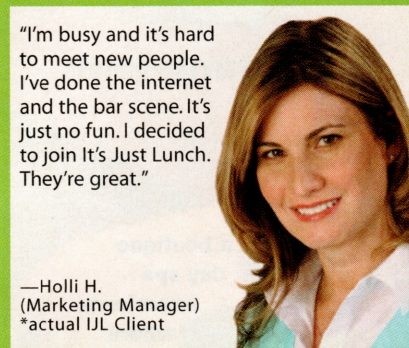 “I’m busy and it’s hard
to meet new people.
I’ve done the internet
and the bar scene. It’s
just no fun. I decided
to join It’s Just Lunch.
They’re great.”
—Holli H.
(Marketing Manager)
*actual IJL Client